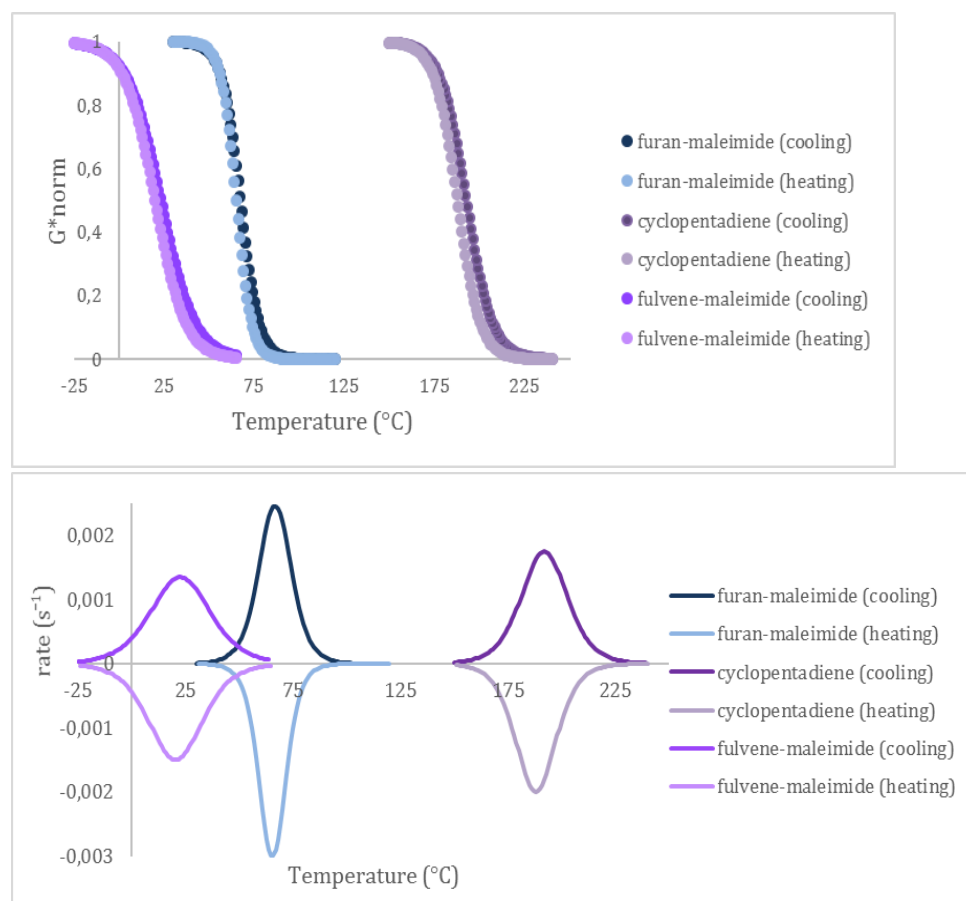 1
0,8
0,6
0,4
0,2
0
G*norm
-25
25
75
125
175
225
Temperature (°C)
furan-maleimide (cooling)
furan-maleimide (heating)
cyclopentadiene (cooling)
cyclopentadiene (heating)
fulvene-maleimide (cooling)
fulvene-maleimide (heating)
0,002
0,001
0
-0,001
-0,002
-0,003
rate (s⁻¹)
-25
25
75
125
175
225
Temperature (°C)
furan-maleimide (cooling)
furan-maleimide (heating)
cyclopentadiene (cooling)
cyclopentadiene (heating)
fulvene-maleimide (cooling)
fulvene-maleimide (heating)